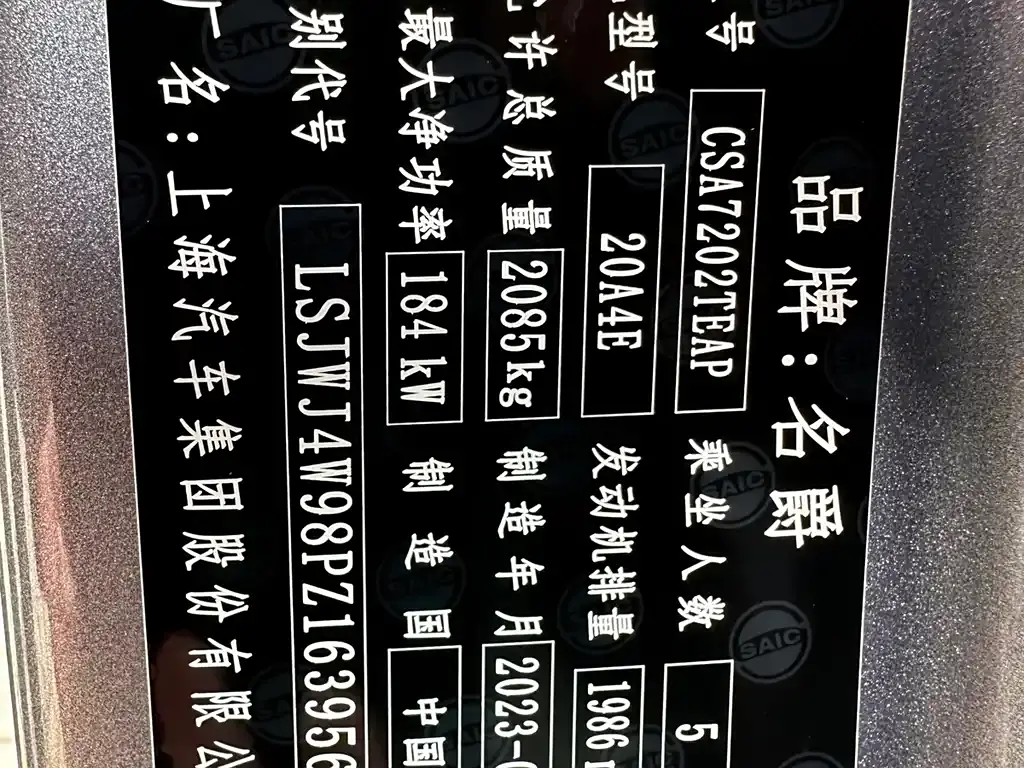 品牌:名爵
号 CSA7202TEAP 乘坐人数 5
型号 20A4E 发动机排量 1986
许总质量 2085kg 制造年月 2023-
最大净功率 184kW 制造国 中国
别代号 LSJWJ4W98PZ163956
名:上海汽车集团股份有限公
SAIC